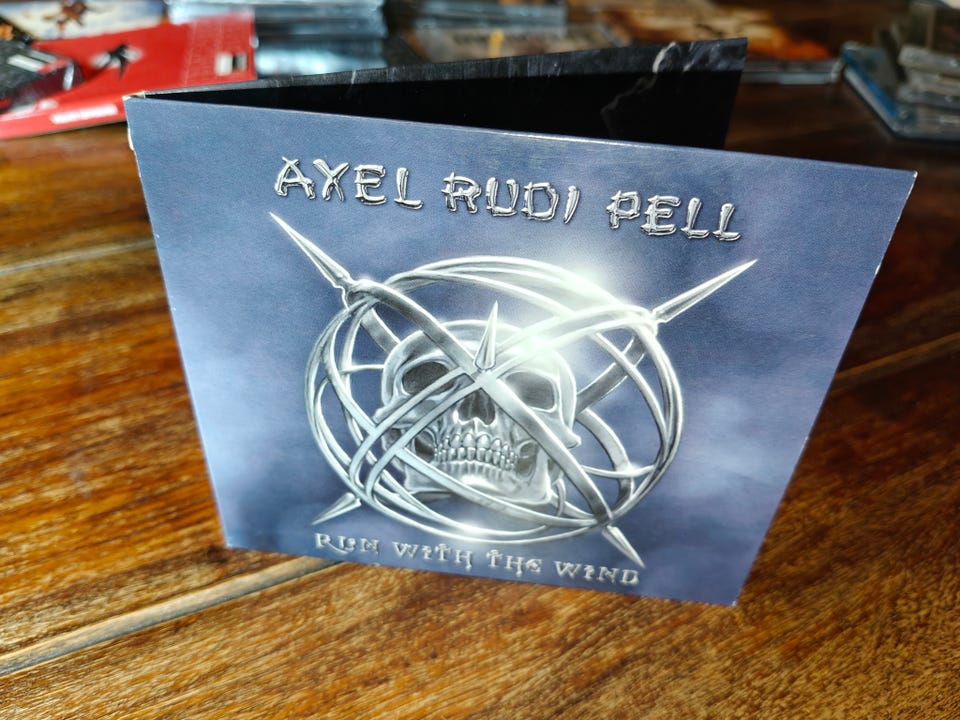 AXEL RUDI PELL
RUN WITH THE WIND